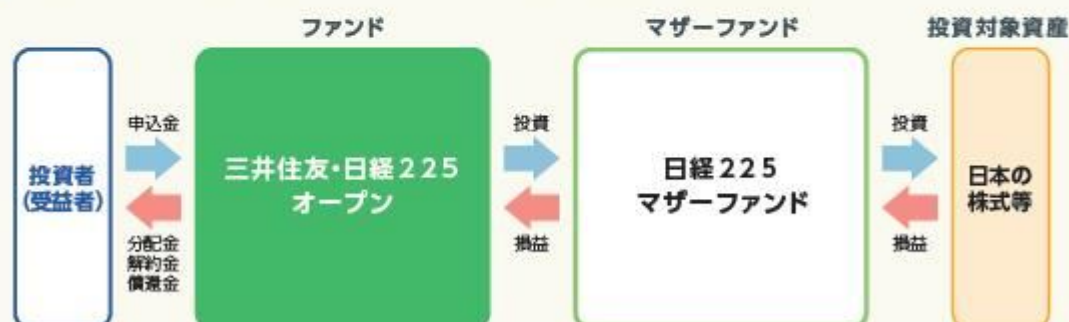 ファンド
マザーファンド
投資対象資産
投資者
(受益者)
申込金
分配金
解約金
償還金
三井住友・日経225
オープン
投資
損益
日経225
マザーファンド
投資
損益
日本の
株式等